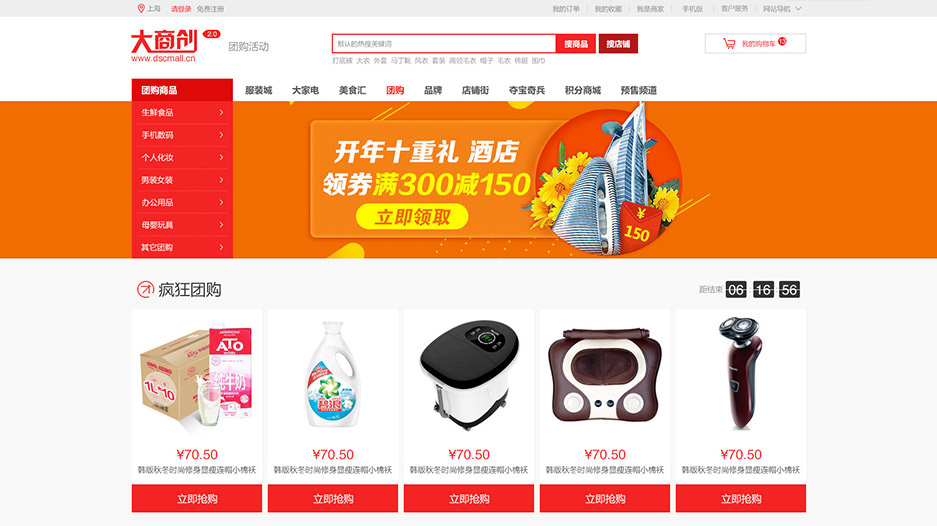 上海 请登录 免费注册 我的订单 我的收藏 我是商家 手机版 客户服务 网站导航
大商创 2.0
www.dscmall.cn
团购活动
默认的热搜关键词 搜商品 搜店铺
我的购物车 13
打底裤 大衣 外套 马丁靴 风衣 套装 高领毛衣 帽子 毛衣 棉服 围巾
团购商品 服装城 大家电 美食汇 团购 品牌 店铺街 夺宝奇兵 积分商城 预售频道
生鲜食品
手机数码
个人化妆
男装女装
办公用品
母婴玩具
其它团购
开年十重礼 酒店
领券满300减150
立即领取
¥
150
疯狂团购
距结束 06 16 56
ATO
纯牛奶
1L*10
碧浪
¥70.50 ¥70.50 ¥70.50 ¥70.50 ¥70.50
韩版秋冬时尚修身显瘦连帽小棉袄 韩版秋冬时尚修身显瘦连帽小棉袄 韩版秋冬时尚修身显瘦连帽小棉袄 韩版秋冬时尚修身显瘦连帽小棉袄 韩版秋冬时尚修身显瘦连帽小棉袄
立即抢购 立即抢购 立即抢购 立即抢购 立即抢购